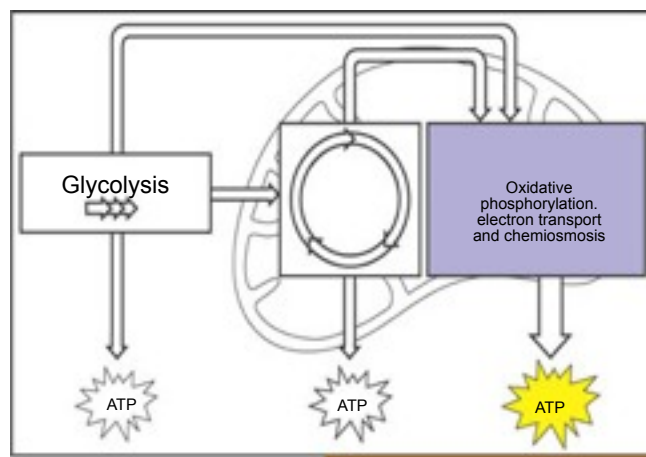 Glycolysis
Oxidative
phosphorylation.
electron transport
and chemiosmosis
ATP
ATP
ATP